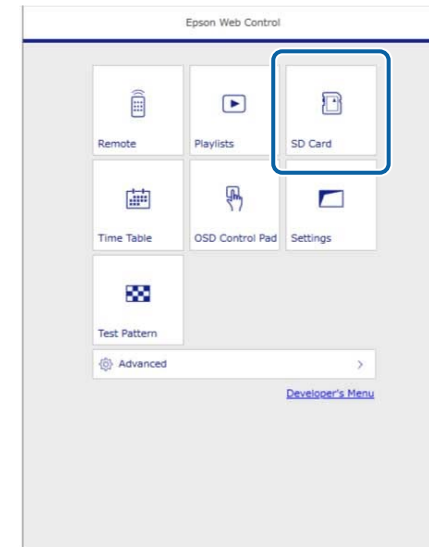 Epson Web Control
Remote
Playlists
SD Card
Time Table
OSD Control Pad
Settings
Test Pattern
Advanced
Developer's Menu